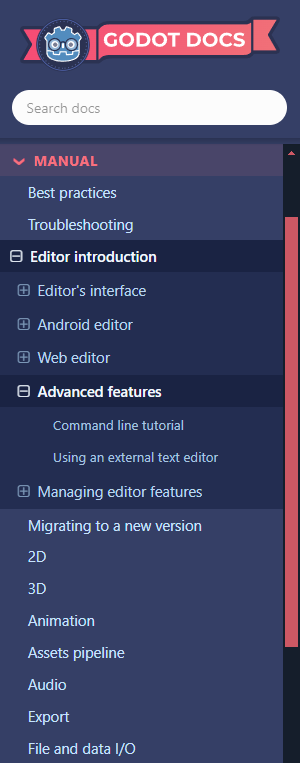 GODOT DOCS
Search docs
MANUAL
Best practices
Troubleshooting
Editor introduction
Editor's interface
Android editor
Web editor
Advanced features
Command line tutorial
Using an external text editor
Managing editor features
Migrating to a new version
2D
3D
Animation
Assets pipeline
Audio
Export
File and data I/O